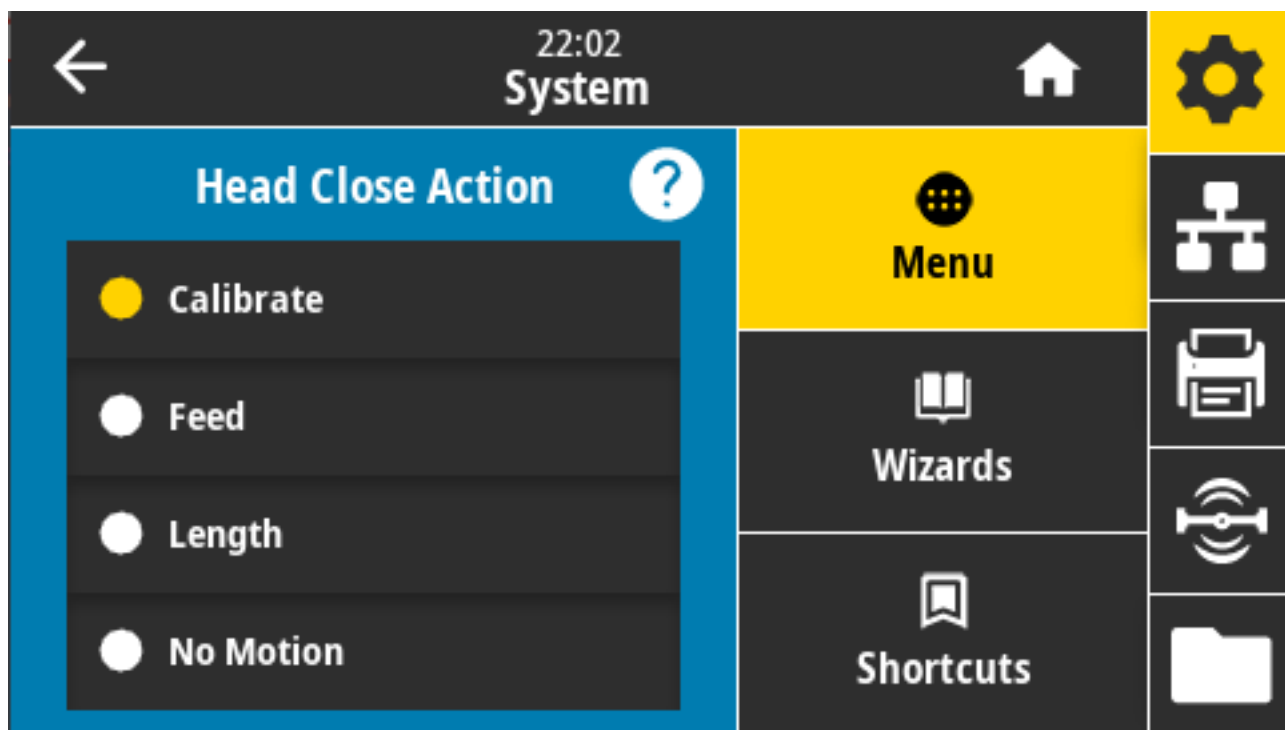 22:02
System
Head Close Action
?
Calibrate
Feed
Length
No Motion
Menu
Wizards
Shortcuts